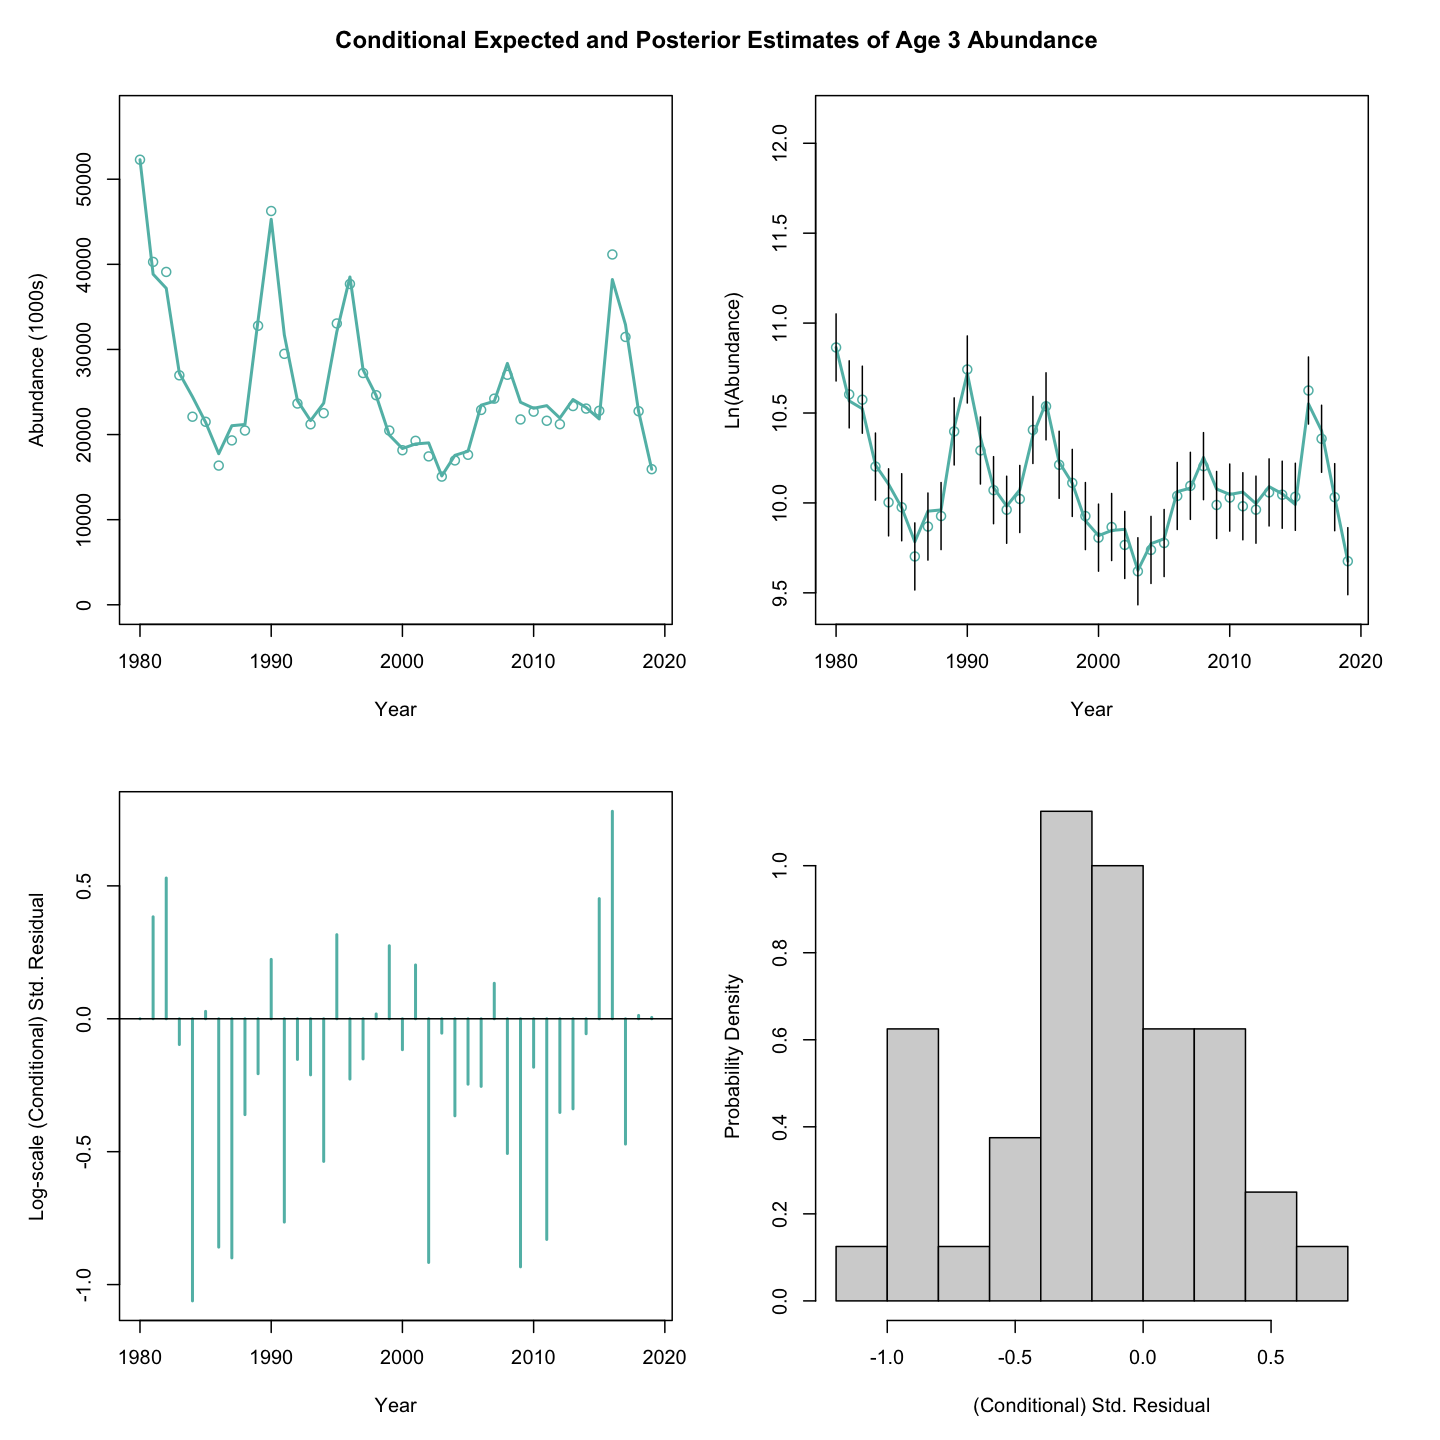 Conditional Expected and Posterior Estimates of Age 3 Abundance
Abundance (1000s)
50000
40000
30000
20000
10000
0
1980 1990 2000 2010 2020
Year
Ln(Abundance)
12.0
11.5
11.0
10.5
10.0
9.5
1980 1990 2000 2010 2020
Year
Log-scale (Conditional) Std. Residual
0.5
0.0
-0.5
-1.0
1980 1990 2000 2010 2020
Year
Probability Density
1.0
0.8
0.6
0.4
0.2
0.0
-1.0 -0.5 0.0 0.5
(Conditional) Std. Residual